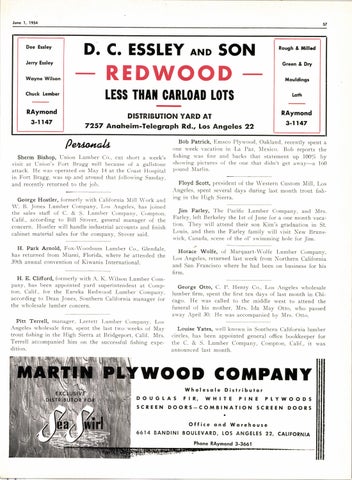 June 1, 1954
57
Doe Essley
Jerry Essley
Wayne Wilson
Chuck Lember
RAymond
3-1147
D. C. ESSLEY AND SON
— REDWOOD —
LESS THAN CARLOAD LOTS
DISTRIBUTION YARD AT
7257 Anaheim-Telegraph Rd., Los Angeles 22
Rough & Milled
Green & Dry
Mouldings
Lath
RAymond
3-1147
Personals
Sherm Bishop, Union Lumber Co., cut short a week's
visit at Union's Fort Bragg mill because of a gallstone
attack. He was operated on May 14 at the Coast Hospital
in Fort Bragg, was up and around that following Sunday,
and recently returned to the job.
George Hostler, formerly with California Mill Work and
W. B. Jones Lumber Company, Los Angeles, has joined
the sales staff of C. & S. Lumber Company, Compton,
Calif., according to Bill Stover, general manager of the
concern. Hostler will handle industrial accounts and finish
cabinet material sales for the company, Stover said.
H. Park Arnold, Fox-Woodsum Lumber Co., Glendale,
has returned from Miami, Florida, where he attended the
39th annual convention of Kiwanis International.
H. E. Clifford, formerly with A. K. Wilson Lumber Com-
pany, has been appointed yard superintendent at Comp-
ton, Calif., for the Eureka Redwood Lumber Company,
according to Dean Jones, Southern California manager for
the wholesale lumber concern.
Pitt Terrell, manager, Everett Lumber Company, Los
Angeles wholesale firm, spent the last two weeks of May
trout fishing in the High Sierra at Bridgeport, Calif. Mrs.
Terrell accompanied him on the successful fishing expe-
dition.
Bob Patrick, Emsco Plywood, Oakland, recently spent a
one week vacation in La Paz, Mexico. Bob reports the
fishing was fine and backs that statement up 100% by
showing pictures of the one that didn't get away—a 160
pound Marlin.
Floyd Scott, president of the Western Custom Mill, Los
Angeles, spent several days during last month trout fish-
ing in the High Sierra.
Jim Farley, The Pacific Lumber Company, and Mrs.
Farley, left Berkeley the 1st of June for a one month vaca-
tion. They will attend their son Kim's graduation in St.
Louis, and then the Farley family will visit New Bruns-
wick, Canada, scene of the ol' swimming hole for Jim.
Horace Wolfe, of Marquart-Wolfe Lumber Company,
Los Angeles, returned last week from Northern California
and San Francisco where he had been on business for his
firm.
George Otto, C. P. Henry Co., Los Angeles wholesale
lumber firm, spent the first ten days of last month in Chi-
cago. He was called to the middle west to attend the
funeral of his mother, Mrs. Ida May Otto, who passed
away April 30. He was accompanied by Mrs. Otto.
Louise Yates, well known in Southern California lumber
circles, has been appointed general office bookkeeper for
the C. & S. Lumber Company, Compton, Calif., it was
announced last month.
MARTIN PLYWOOD COMPANY
EXCLUSIVE
DISTRIBUTOR FOR
Sea Swirl
Wholesale Distributor
DOUGLAS FIR, WHITE PINE PLYWOODS
SCREEN DOORS—COMBINATION SCREEN DOORS
Office and Warehouse
6614 BANDINI BOULEVARD, LOS ANGELES 22, CALIFORNIA
Phone RAymond 3-3661